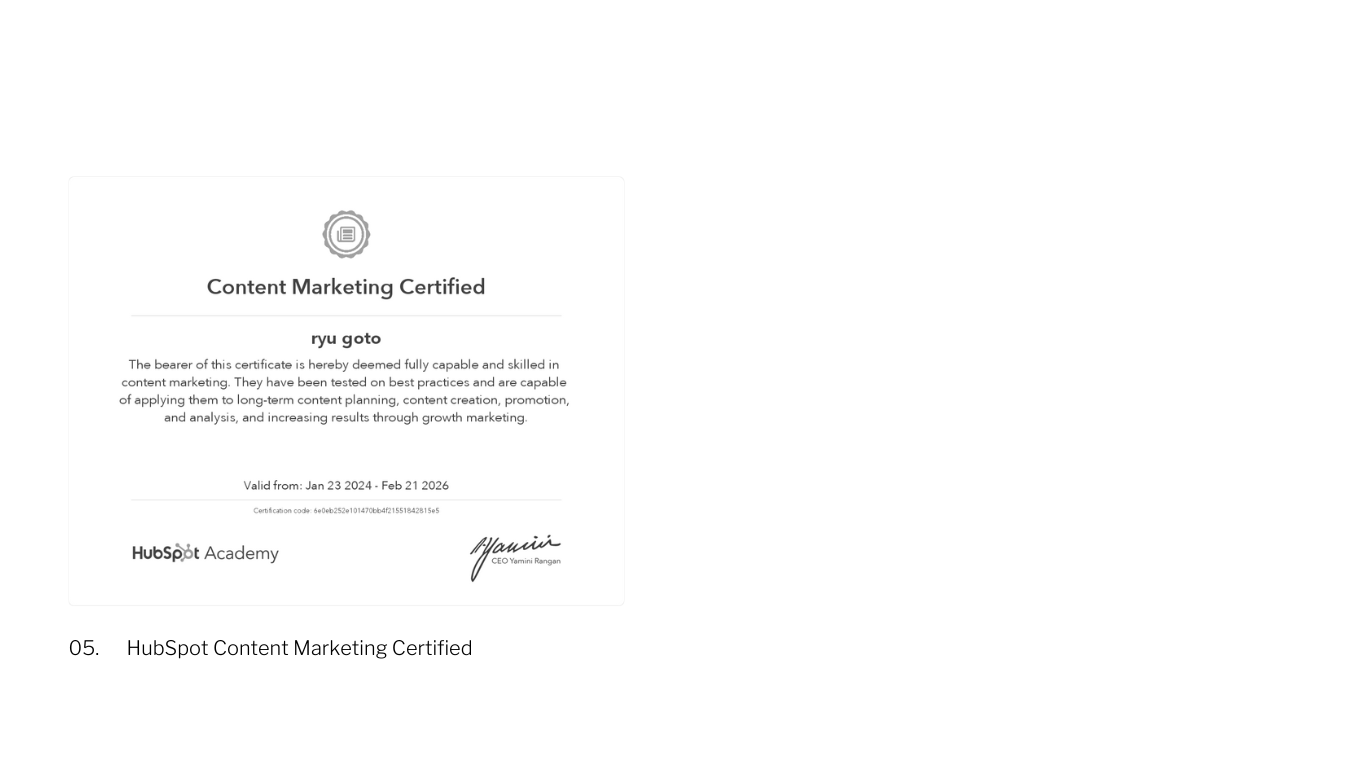 Content Marketing Certified
ryu goto
The bearer of this certificate is hereby deemed fully capable and skilled in
content marketing. They have been tested on best practices and are capable
of applying them to long-term content planning, content creation, promotion,
and analysis, and increasing results through growth marketing.
Valid from: Jan 23 2024 - Feb 21 2026
Certification code: 6e0eb252e101470bb4f21551842815e5
HubSpot Academy
Yamini
CEO Yamini Rangan
05. HubSpot Content Marketing Certified